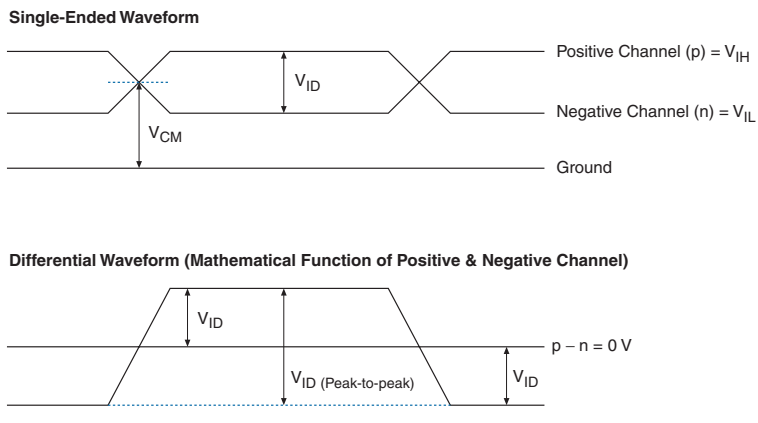 Single-Ended Waveform
Positive Channel (p) = VIH
VID
Negative Channel (n) = VIL
VCM
Ground
Differential Waveform (Mathematical Function of Positive & Negative Channel)
VID
p – n = 0 V
VID (Peak-to-peak)
VID